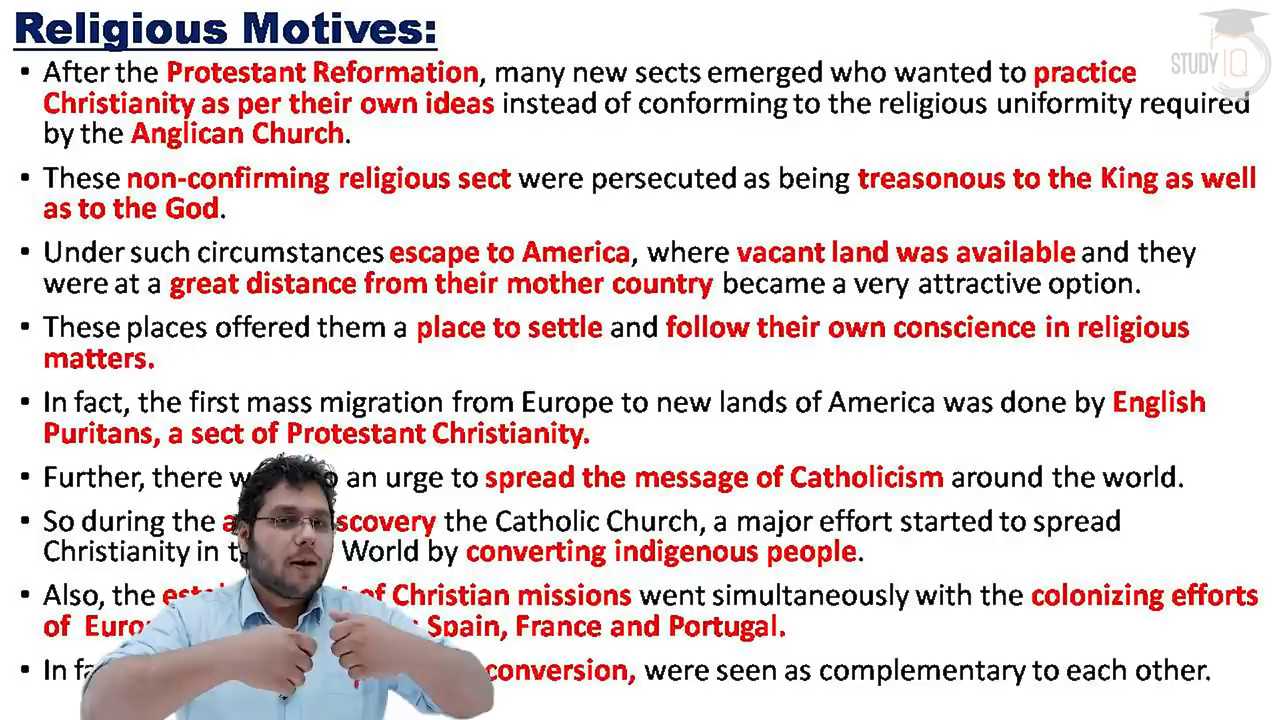 Religious Motives:
STUDY IQ
• After the Protestant Reformation, many new sects emerged who wanted to practice
Christianity as per their own ideas instead of conforming to the religious uniformity required
by the Anglican Church.
• These non-confirming religious sect were persecuted as being treasonous to the King as well
as to the God.
• Under such circumstances escape to America, where vacant land was available and they
were at a great distance from their mother country became a very attractive option.
• These places offered them a place to settle and follow their own conscience in religious
matters.
• In fact, the first mass migration from Europe to new lands of America was done by English
Puritans, a sect of Protestant Christianity.
• Further, there an urge to spread the message of Catholicism around the world.
• So during the the Catholic Church, a major effort started to spread
Christianity in World by converting indigenous people.
• Also, the of Christian missions went simultaneously with the colonizing efforts
of Spain, France and Portugal.
• In conversion, were seen as complementary to each other.